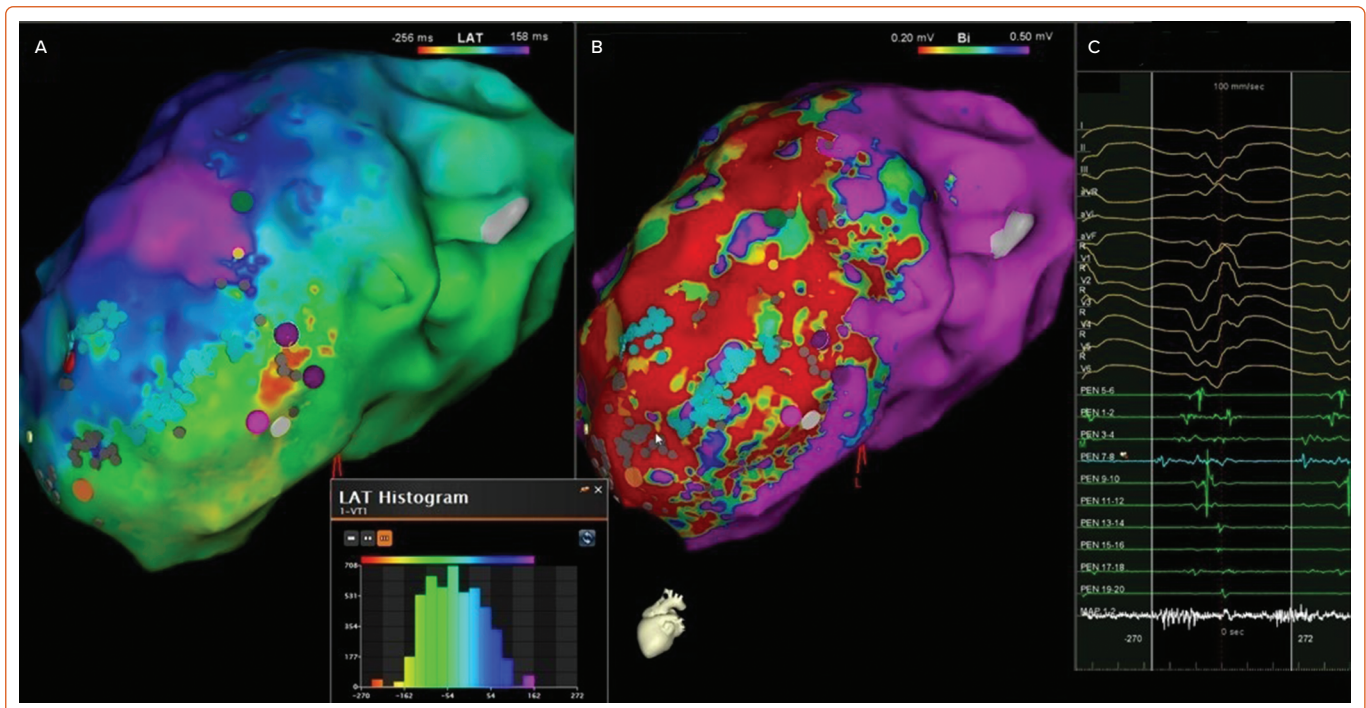 A
-256 ms LAT 158 ms
B
0.20 mV Bi 0.50 mV
C
100 mm/sec
I
II
III
aVR
aVL
aVF
R
V1
R
V2
R
V3
R
V4
R
V5
R
V6
PEN 5-6
PEN 1-2
PEN 3-4
M
PEN 7-8
PEN 9-10
PEN 11-12
PEN 13-14
PEN 15-16
PEN 17-18
PEN 19-20
MAP 1-2
-270 0 sec 272
L
LAT Histogram
1-VT1
708
531
354
177
0
-270 -162 -54 54 162 272